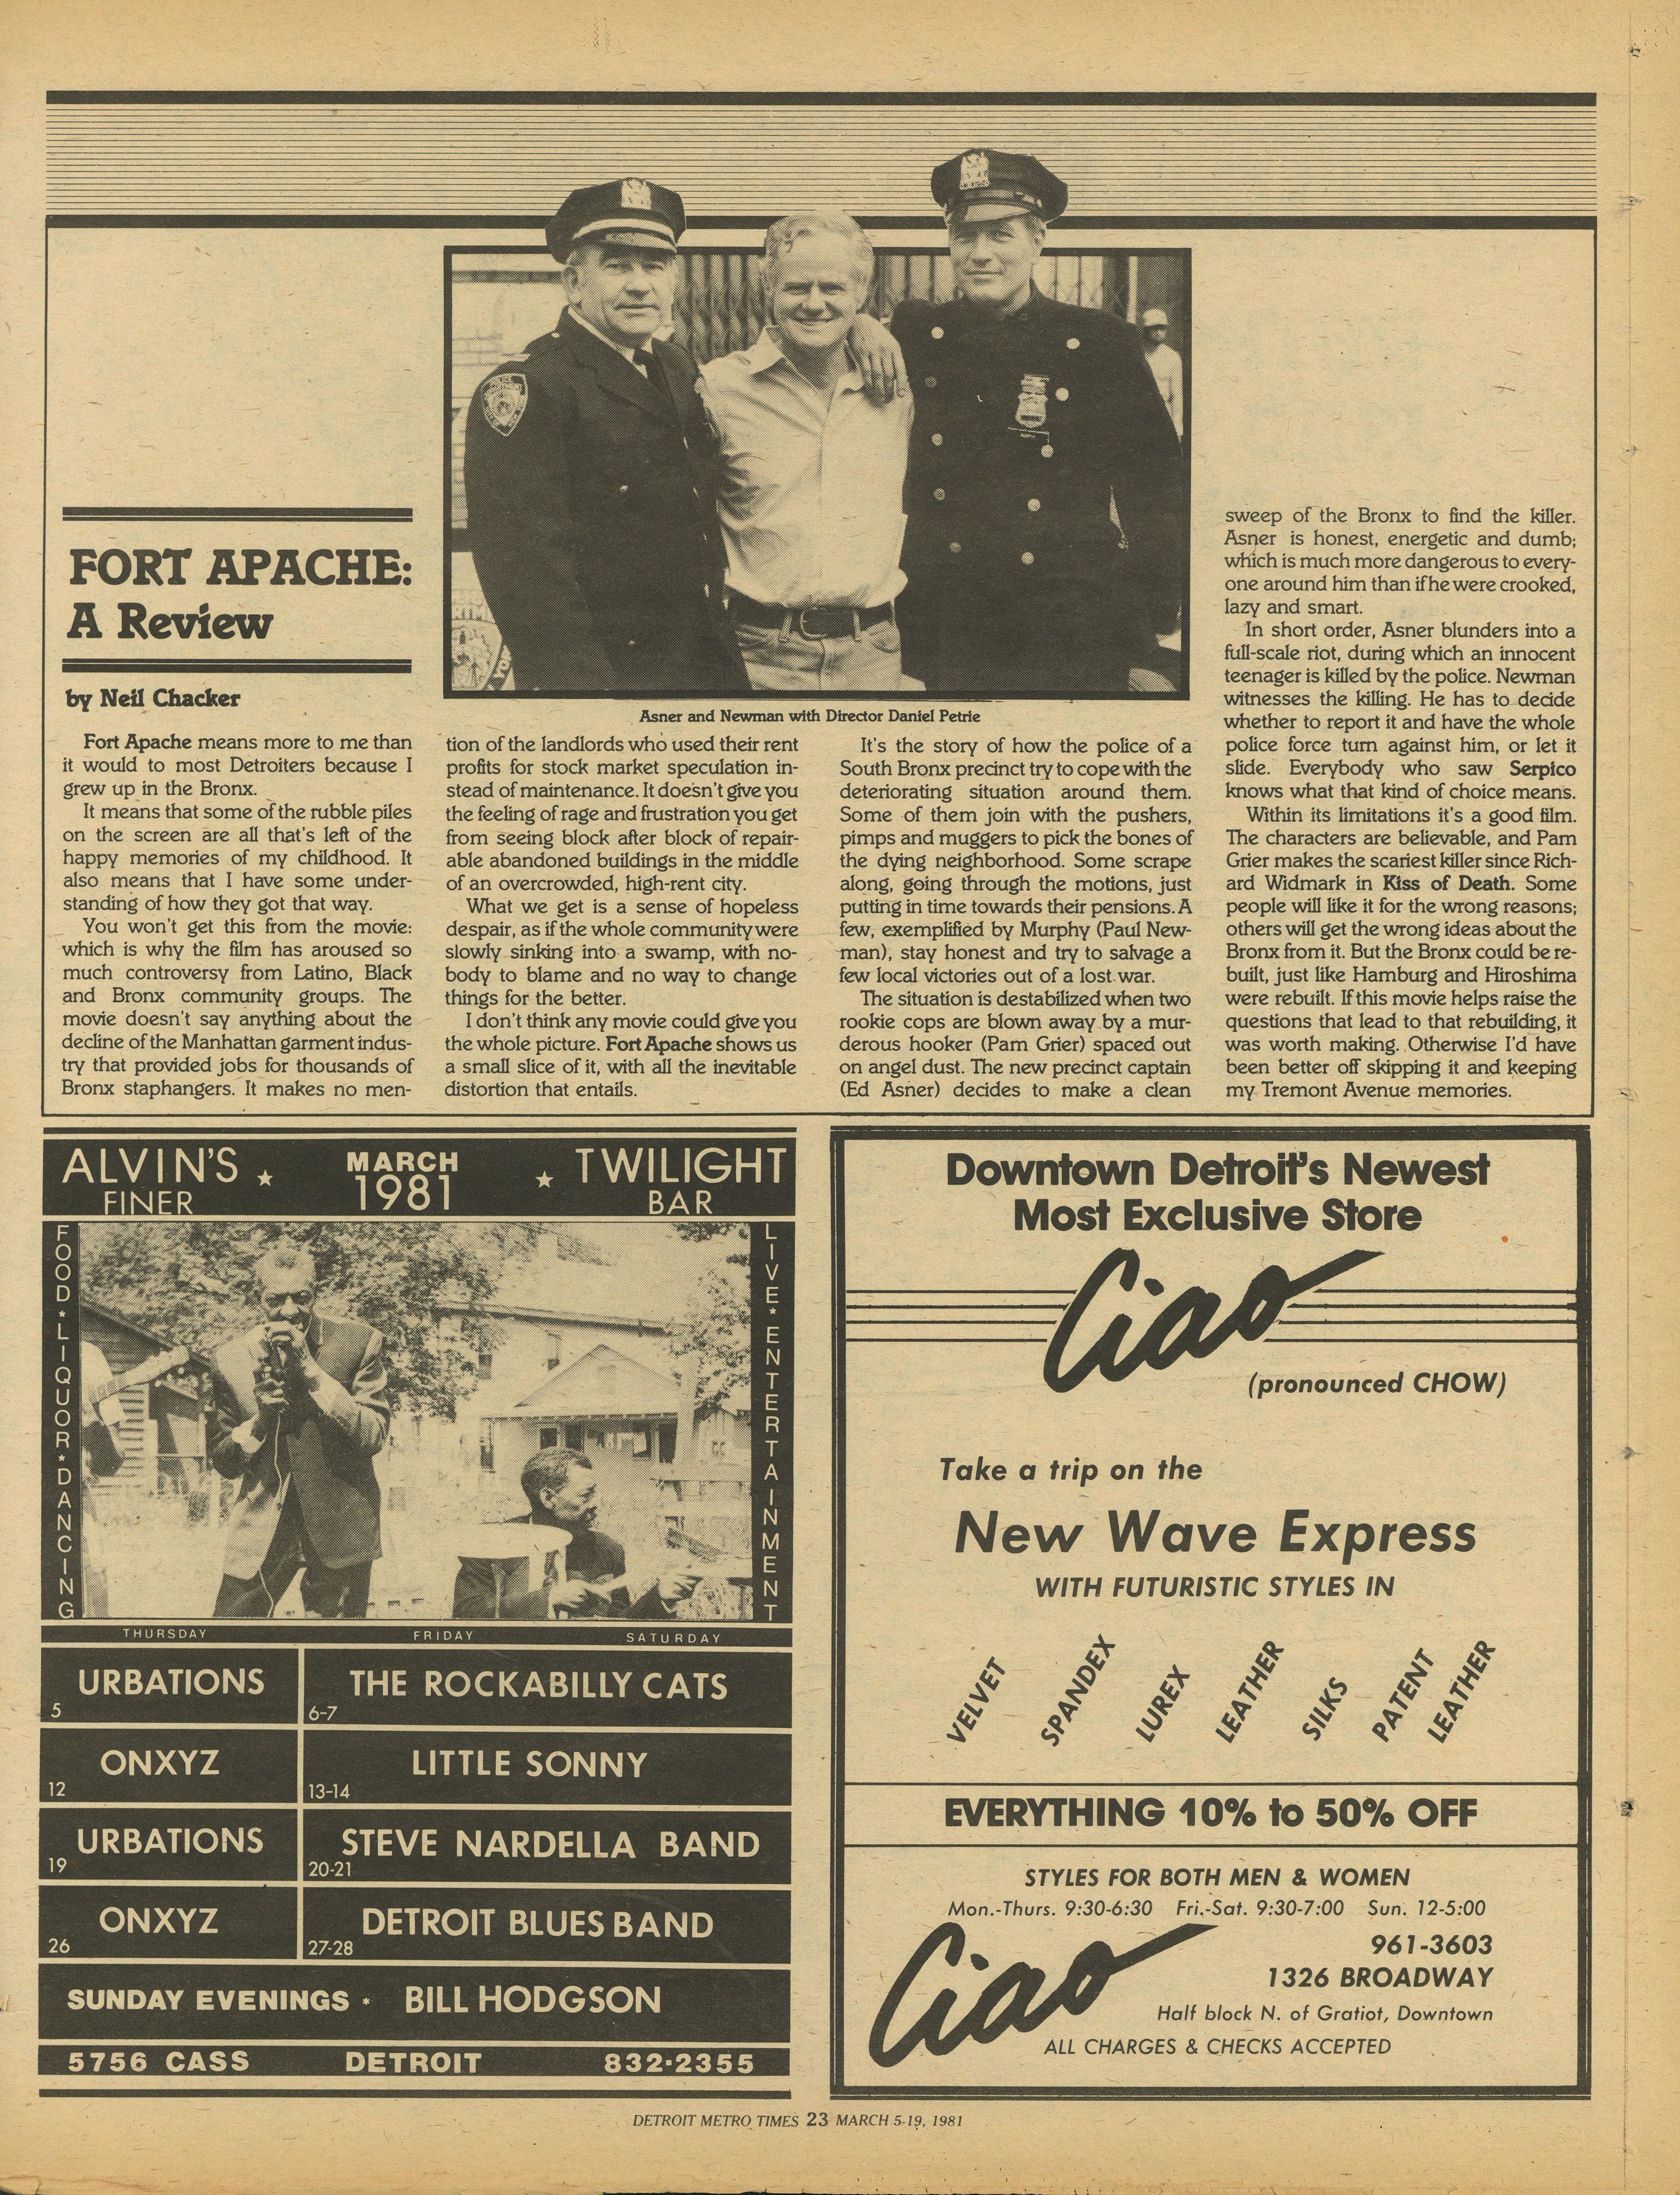 FORT APACHE:
A Review
by Neil Chacker
Asner and Newman with Director Daniel Petrie
Fort Apache means more to me than
it would to most Detroiters because I
grew up in the Bronx.
It means that some of the rubble piles
on the screen are all that's left of the
happy memories of my childhood. It
also means that I have some under-
standing of how they got that way.
You won't get this from the movie:
which is why the film has aroused so
much controversy from Latino, Black
and Bronx community groups. The
movie doesn't say anything about the
decline of the Manhattan garment indus-
try that provided jobs for thousands of
Bronx staphangers. It makes no men-
tion of the landlords who used their rent
profits for stock market speculation in-
stead of maintenance. It doesn't give you
the feeling of rage and frustration you get
from seeing block after block of repair-
able abandoned buildings in the middle
of an overcrowded, high-rent city.
What we get is a sense of hopeless
despair, as if the whole community were
slowly sinking into a swamp, with no-
body to blame and no way to change
things for the better.
I don't think any movie could give you
the whole picture. Fort Apache shows us
a small slice of it, with all the inevitable
distortion that entails.
It's the story of how the police of a
South Bronx precinct try to cope with the
deteriorating situation around them.
Some of them join with the pushers,
pimps and muggers to pick the bones of
the dying neighborhood. Some scrape
along, going through the motions, just
putting in time towards their pensions. A
few, exemplified by Murphy (Paul New-
man), stay honest and try to salvage a
few local victories out of a lost war.
The situation is destabilized when two
rookie cops are blown away by a mur-
derous hooker (Pam Grier) spaced out
on angel dust. The new precinct captain
(Ed Asner) decides to make a clean
sweep of the Bronx to find the killer.
Asner is honest, energetic and dumb;
which is much more dangerous to every-
one around him than if he were crooked,
lazy and smart.
In short order, Asner blunders into a
full-scale riot, during which an innocent
teenager is killed by the police. Newman
witnesses the killing. He has to decide
whether to report it and have the whole
police force turn against him, or let it
slide. Everybody who saw Serpico
knows what that kind of choice means.
Within its limitations it's a good film.
The characters are believable, and Pam
Grier makes the scariest killer since Rich-
ard Widmark in Kiss of Death. Some
people will like it for the wrong reasons;
others will get the wrong ideas about the
Bronx from it. But the Bronx could be re-
built, just like Hamburg and Hiroshima
were rebuilt. If this movie helps raise the
questions that lead to that rebuilding, it
was worth making. Otherwise I'd have
been better off skipping it and keeping
my Tremont Avenue memories.
ALVIN'S ★ MARCH ★ TWILIGHT
FINER 1981 BAR
FOOD * LIQUOR * DANCING
LIVE * ENTERTAINMENT
THURSDAY FRIDAY SATURDAY
URBATIONS THE ROCKABILLY CATS
5 6-7
ONXYZ LITTLE SONNY
12 13-14
URBATIONS STEVE NARDELLA BAND
19 20-21
ONXYZ DETROIT BLUES BAND
26 27-28
SUNDAY EVENINGS * BILL HODGSON
5756 CASS DETROIT 832·2355
Downtown Detroit's Newest
Most Exclusive Store
Ciao
(pronounced CHOW)
Take a trip on the
New Wave Express
WITH FUTURISTIC STYLES IN
VELVET
SPANDEX
LUREX
LEATHER
SILKS
PATENT
LEATHER
EVERYTHING 10% to 50% OFF
STYLES FOR BOTH MEN & WOMEN
Mon.-Thurs. 9:30-6:30 Fri.-Sat. 9:30-7:00 Sun. 12-5:00
Ciao
961-3603
1326 BROADWAY
Half block N. of Gratiot, Downtown
ALL CHARGES & CHECKS ACCEPTED
DETROIT METRO TIMES 23 MARCH 5-19, 1981